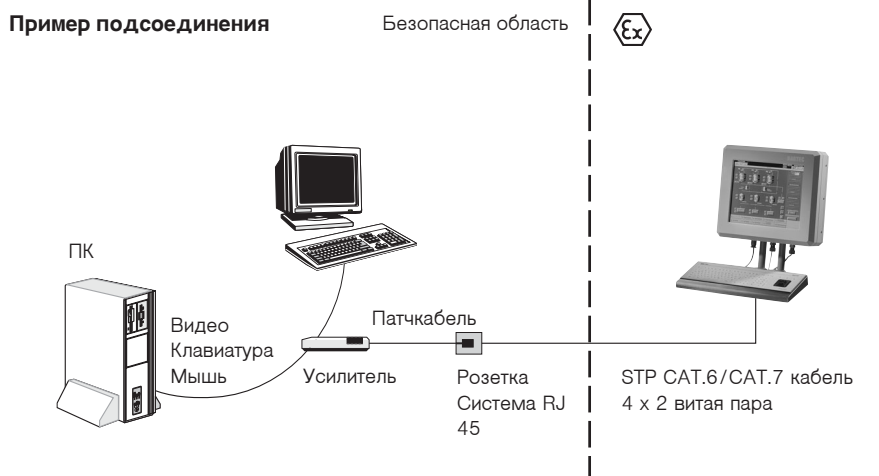 Пример подсоединения
Безопасная область
Ex
ПК
Видео
Клавиатура
Мышь
Усилитель
Патчкабель
Розетка
Система RJ
45
STP CAT.6/CAT.7 кабель
4 x 2 витая пара